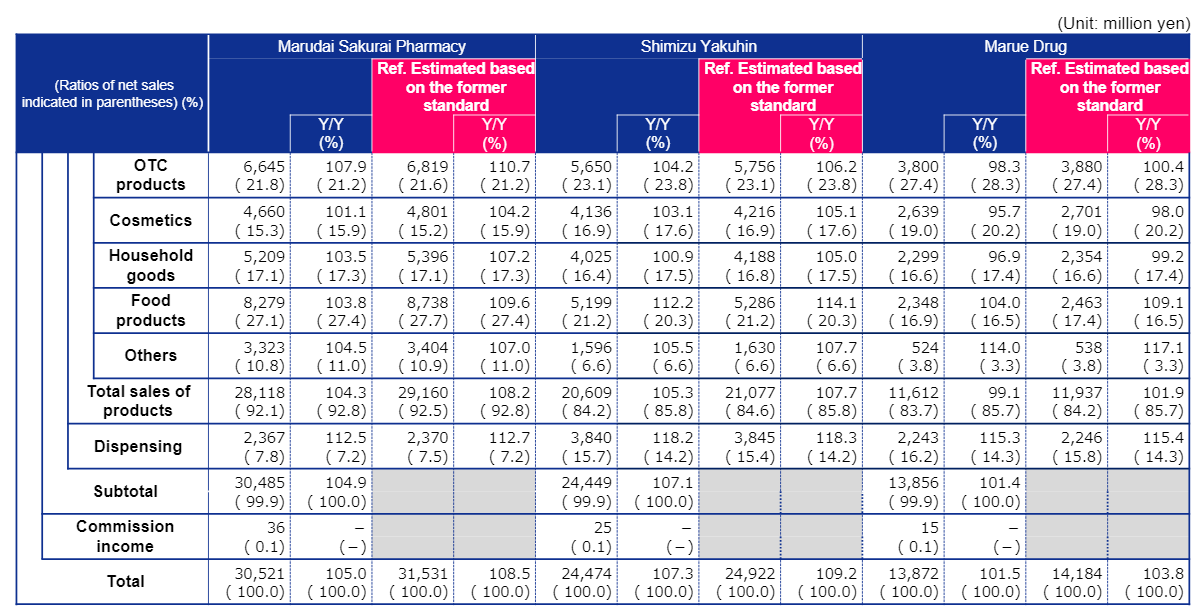 (Unit: million yen)
(Ratios of net sales indicated in parentheses) (%) Marudai Sakurai Pharmacy Shimizu Yakuhin Marue Drug
Ref. Estimated based on the former standard Ref. Estimated based on the former standard Ref. Estimated based on the former standard
Y/Y (%) Y/Y (%) Y/Y (%) Y/Y (%) Y/Y (%) Y/Y (%)
OTC 6,645 107.9 6,819 110.7 5,650 104.2 5,756 106.2 3,800 98.3 3,880 100.4
products ( 21.8) ( 21.2) ( 21.6) ( 21.2) ( 23.1) ( 23.8) ( 23.1) ( 23.8) ( 27.4) ( 28.3) ( 27.4) ( 28.3)
Cosmetics 4,660 101.1 4,801 104.2 4,136 103.1 4,216 105.1 2,639 95.7 2,701 98.0
( 15.3) ( 15.9) ( 15.2) ( 15.9) ( 16.9) ( 17.6) ( 16.9) ( 17.6) ( 19.0) ( 20.2) ( 19.0) ( 20.2)
Household 5,209 103.5 5,396 107.2 4,025 100.9 4,188 105.0 2,299 96.9 2,354 99.2
goods ( 17.1) ( 17.3) ( 17.1) ( 17.3) ( 16.4) ( 17.5) ( 16.8) ( 17.5) ( 16.6) ( 17.4) ( 16.6) ( 17.4)
Food 8,279 103.8 8,738 109.6 5,199 112.2 5,286 114.1 2,348 104.0 2,463 109.1
products ( 27.1) ( 27.4) ( 27.7) ( 27.4) ( 21.2) ( 20.3) ( 21.2) ( 20.3) ( 16.9) ( 16.5) ( 17.4) ( 16.5)
Others 3,323 104.5 3,404 107.0 1,596 105.5 1,630 107.7 524 114.0 538 117.1
( 10.8) ( 11.0) ( 10.9) ( 11.0) ( 6.6) ( 6.6) ( 6.6) ( 6.6) ( 3.8) ( 3.3) ( 3.8) ( 3.3)
Total sales of 28,118 104.3 29,160 108.2 20,609 105.3 21,077 107.7 11,612 99.1 11,937 101.9
products ( 92.1) ( 92.8) ( 92.5) ( 92.8) ( 84.2) ( 85.8) ( 84.6) ( 85.8) ( 83.7) ( 85.7) ( 84.2) ( 85.7)
Dispensing 2,367 112.5 2,370 112.7 3,840 118.2 3,845 118.3 2,243 115.3 2,246 115.4
( 7.8) ( 7.2) ( 7.5) ( 7.2) ( 15.7) ( 14.2) ( 15.4) ( 14.2) ( 16.2) ( 14.3) ( 15.8) ( 14.3)
Subtotal 30,485 104.9 24,449 107.1 13,856 101.4
( 99.9) ( 100.0) ( 99.9) ( 100.0) ( 99.9) ( 100.0)
Commission 36 – 25 – 15 –
income ( 0.1) (–) ( 0.1) (–) ( 0.1) (–)
Total 30,521 105.0 31,531 108.5 24,474 107.3 24,922 109.2 13,872 101.5 14,184 103.8
( 100.0) ( 100.0) ( 100.0) ( 100.0) ( 100.0) ( 100.0) ( 100.0) ( 100.0) ( 100.0) ( 100.0) ( 100.0) ( 100.0)